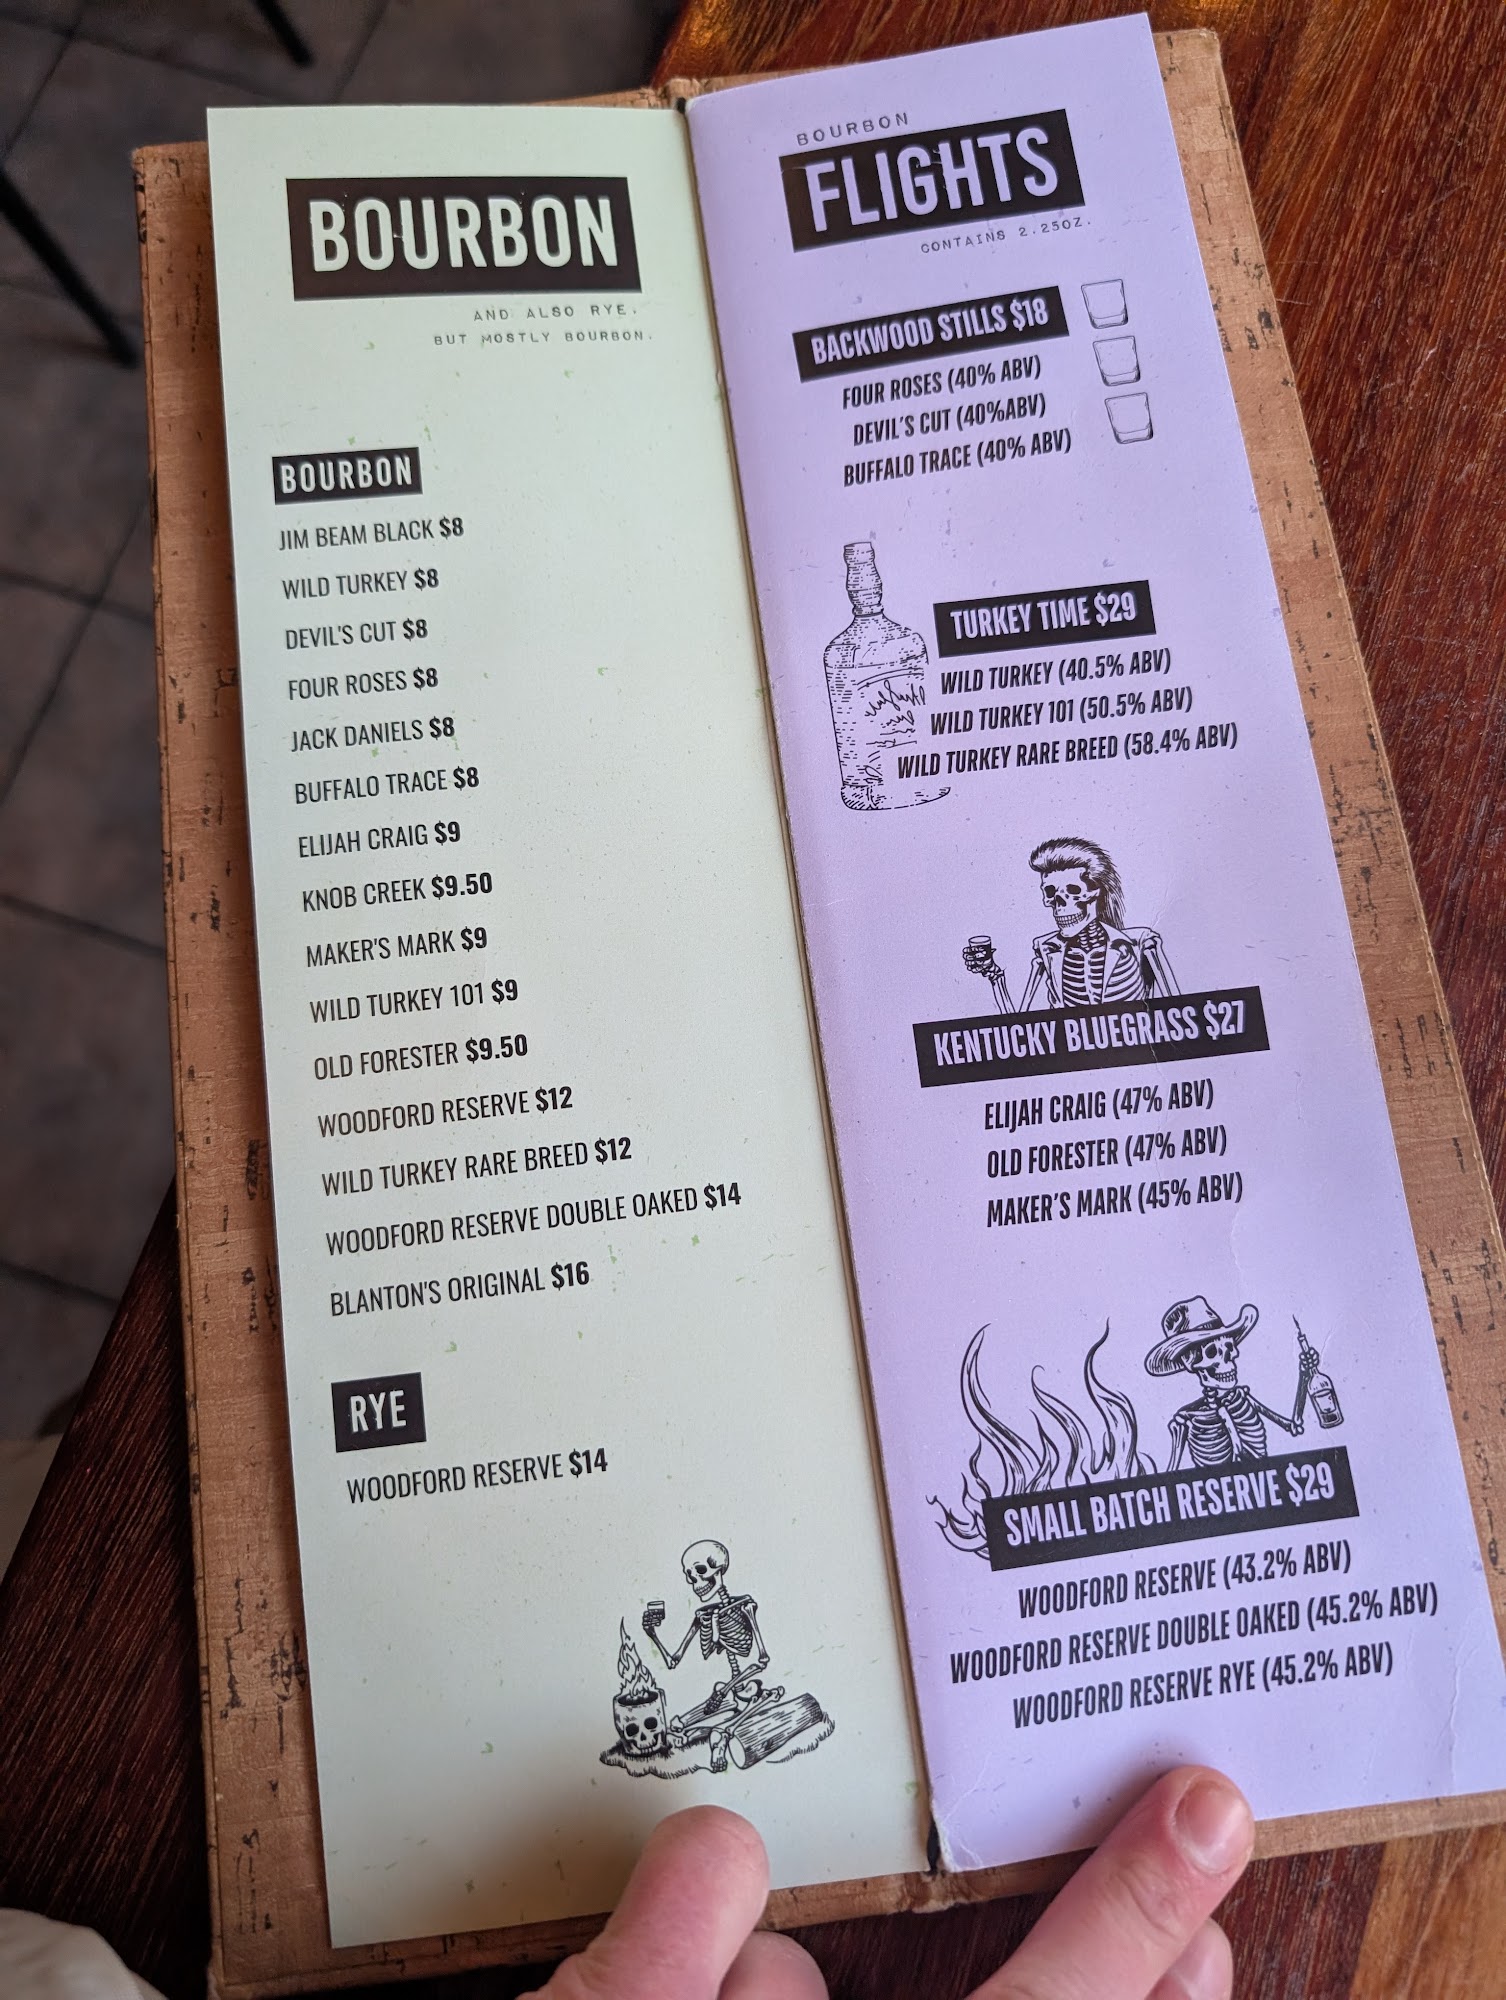 BOURBON
AND ALSO RYE.
BUT MOSTLY BOURBON.
BOURBON
JIM BEAM BLACK $8
WILD TURKEY $8
DEVIL'S CUT $8
FOUR ROSES $8
JACK DANIELS $8
BUFFALO TRACE $8
ELIJAH CRAIG $9
KNOB CREEK $9.50
MAKER'S MARK $9
WILD TURKEY 101 $9
OLD FORESTER $9.50
WOODFORD RESERVE $12
WILD TURKEY RARE BREED $12
WOODFORD RESERVE DOUBLE OAKED $14
BLANTON'S ORIGINAL $16
RYE
WOODFORD RESERVE $14
BOURBON
FLIGHTS
CONTAINS 2.25OZ.
BACKWOOD STILLS $18
FOUR ROSES (40% ABV)
DEVIL'S CUT (40%ABV)
BUFFALO TRACE (40% ABV)
TURKEY TIME $29
WILD TURKEY (40.5% ABV)
WILD TURKEY 101 (50.5% ABV)
WILD TURKEY RARE BREED (58.4% ABV)
KENTUCKY BLUEGRASS $27
ELIJAH CRAIG (47% ABV)
OLD FORESTER (47% ABV)
MAKER'S MARK (45% ABV)
SMALL BATCH RESERVE $29
WOODFORD RESERVE (43.2% ABV)
WOODFORD RESERVE DOUBLE OAKED (45.2% ABV)
WOODFORD RESERVE RYE (45.2% ABV)